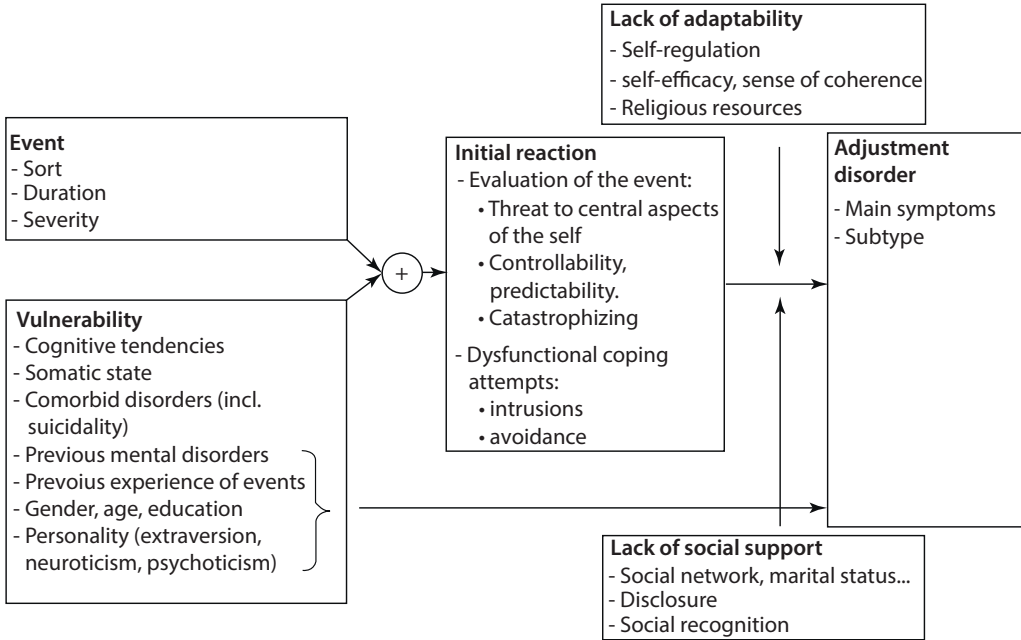 Lack of adaptability
- Self-regulation
- self-efficacy, sense of coherence
- Religious resources
Event
- Sort
- Duration
- Severity
+
Initial reaction
- Evaluation of the event:
• Threat to central aspects
of the self
• Controllability,
predictability.
• Catastrophizing
- Dysfunctional coping
attempts:
• intrusions
• avoidance
Adjustment
disorder
- Main symptoms
- Subtype
Vulnerability
- Cognitive tendencies
- Somatic state
- Comorbid disorders (incl.
suicidality)
- Previous mental disorders
- Prevoius experience of events
- Gender, age, education
- Personality (extraversion,
neuroticism, psychoticism)
Lack of social support
- Social network, marital status...
- Disclosure
- Social recognition